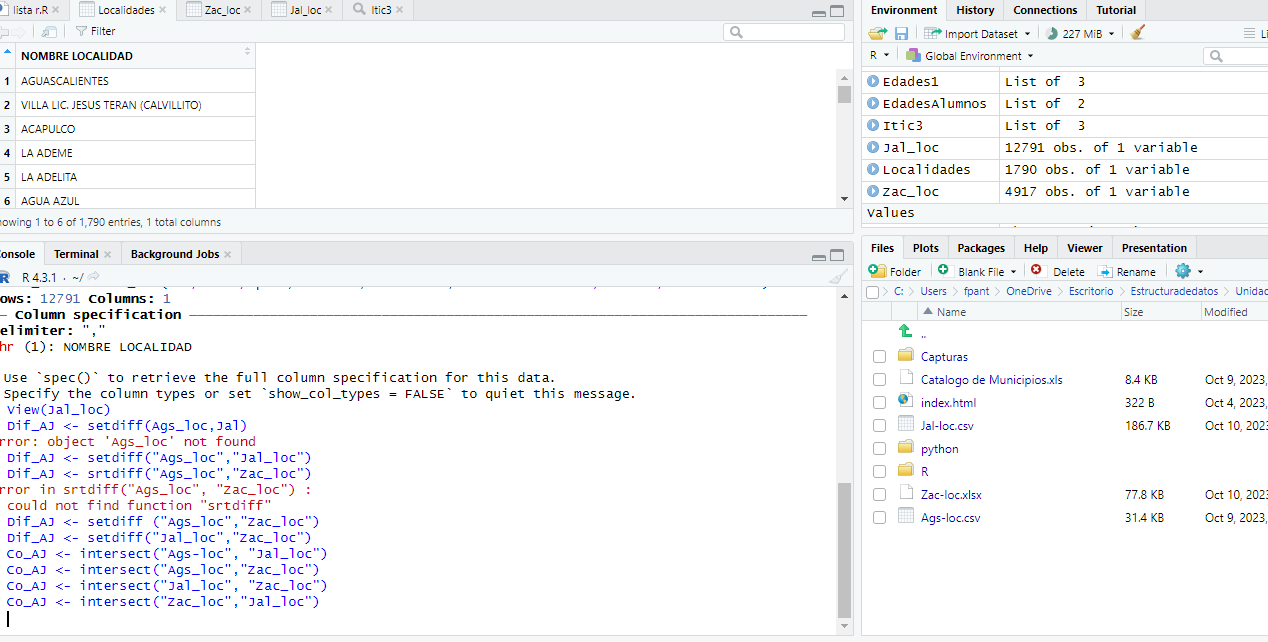 lista r.R Localidades Zac_loc Jal_loc Itic3
Filter
NOMBRE LOCALIDAD
1 AGUASCALIENTES
2 VILLA LIC. JESUS TERAN (CALVILLITO)
3 ACAPULCO
4 LA ADEME
5 LA ADELITA
6 AGUA AZUL
howing 1 to 6 of 1,790 entries, 1 total columns
onsole Terminal Background Jobs
R 4.3.1 · ~/
ows: 12791 Columns: 1
Column specification
elimiter: ","
hr (1): NOMBRE LOCALIDAD
Use `spec()` to retrieve the full column specification for this data.
Specify the column types or set `show_col_types = FALSE` to quiet this message.
View(Jal_loc)
Dif_AJ <- setdiff(Ags_loc,Jal)
rror: object 'Ags_loc' not found
Dif_AJ <- setdiff("Ags_loc","Jal_loc")
Dif_AJ <- srtdiff("Ags_loc","Zac_loc")
rror in srtdiff("Ags_loc", "Zac_loc") :
could not find function "srtdiff"
Dif_AJ <- setdiff ("Ags_loc","Zac_loc")
Dif_AJ <- setdiff("Jal_loc","Zac_loc")
Co_AJ <- intersect("Ags-loc", "Jal_loc")
Co_AJ <- intersect("Ags_loc","Zac_loc")
Co_AJ <- intersect("Jal_loc", "Zac_loc")
Co_AJ <- intersect("Zac_loc","Jal_loc")
Environment History Connections Tutorial
Import Dataset 227 MiB Li
R Global Environment
Edades1 List of 3
EdadesAlumnos List of 2
Itic3 List of 3
Jal_loc 12791 obs. of 1 variable
Localidades 1790 obs. of 1 variable
Zac_loc 4917 obs. of 1 variable
Values
Files Plots Packages Help Viewer Presentation
Folder Blank File Delete Rename
C: Users fpant OneDrive Escritorio Estructuradedatos Unidad
Name Size Modified
..
Capturas
Catalogo de Municipios.xls 8.4 KB Oct 9, 2023,
index.html 322 B Oct 4, 2023,
Jal-loc.csv 186.7 KB Oct 10, 2023
python
R
Zac-loc.xlsx 77.8 KB Oct 10, 2023
Ags-loc.csv 31.4 KB Oct 9, 2023,